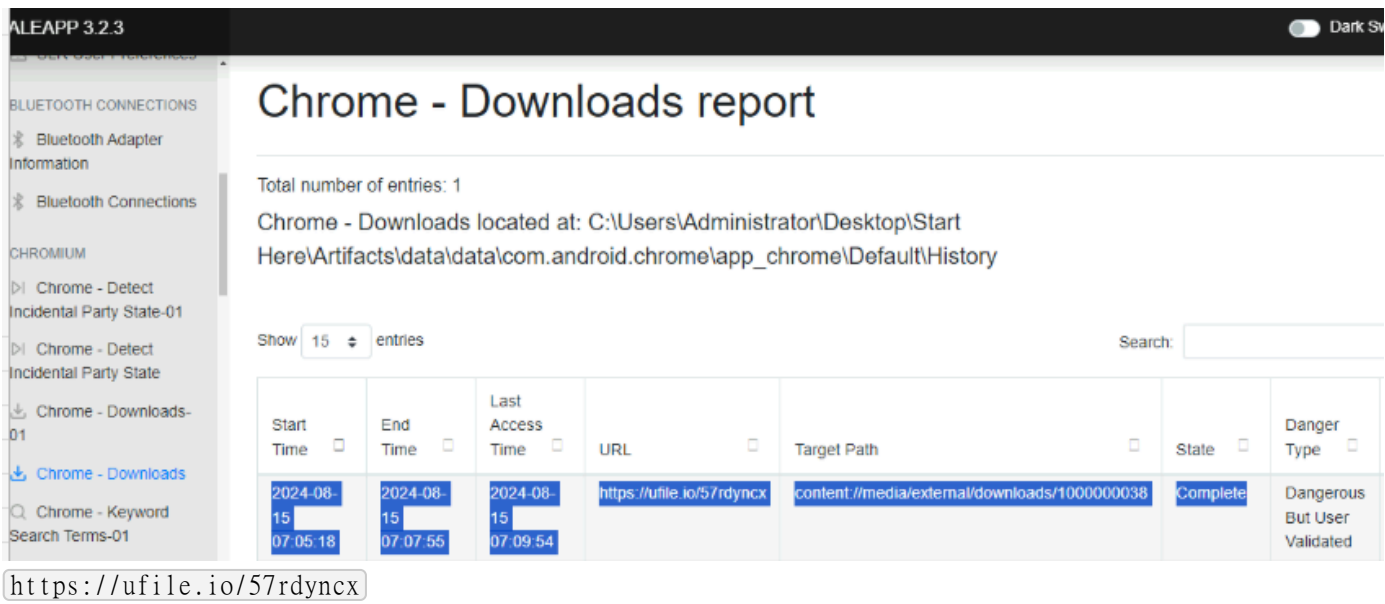 ALEAPP 3.2.3
Dark Sw
BLUETOOTH CONNECTIONS
Bluetooth Adapter
Information
Bluetooth Connections
CHROMIUM
Chrome - Detect
Incidental Party State-01
Chrome - Detect
Incidental Party State
Chrome - Downloads-
01
Chrome - Downloads
Chrome - Keyword
Search Terms-01
Chrome - Downloads report
Total number of entries: 1
Chrome - Downloads located at: C:\Users\Administrator\Desktop\Start
Here\Artifacts\data\data\com.android.chrome\app_chrome\Default\History
Show 15 entries
Search:
Start
Time
End
Time
Last
Access
Time
URL
Target Path
State
Danger
Type
2024-08-
15
07:05:18
2024-08-
15
07:07:55
2024-08-
15
07:09:54
https://ufile.io/57rdyncx
content://media/external/downloads/1000000038
Complete
Dangerous
But User
Validated
https://ufile.io/57rdyncx